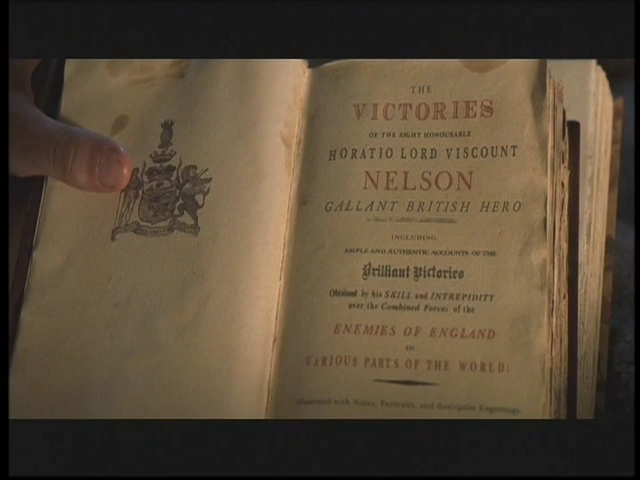 THE
VICTORIES
OF THE RIGHT HONOURABLE
HORATIO LORD VISCOUNT
NELSON
GALLANT BRITISH HERO
INCLUDING
AMPLE AND AUTHENTIC ACCOUNTS OF THE
Brilliant Victories
Obtained by his SKILL and INTREPIDITY
over the Combined Forces of the
ENEMIES OF ENGLAND
IN
VARIOUS PARTS OF THE WORLD:
Illustrated with Notes, Portraits, and descriptive Engravings.